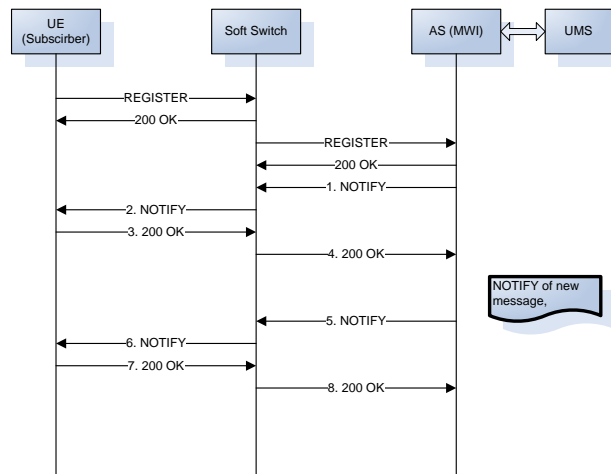 UE
(Subscirber)
Soft Switch
AS (MWI)
UMS
REGISTER
200 OK
REGISTER
200 OK
1. NOTIFY
2. NOTIFY
3. 200 OK
4. 200 OK
NOTIFY of new
message,
5. NOTIFY
6. NOTIFY
7. 200 OK
8. 200 OK